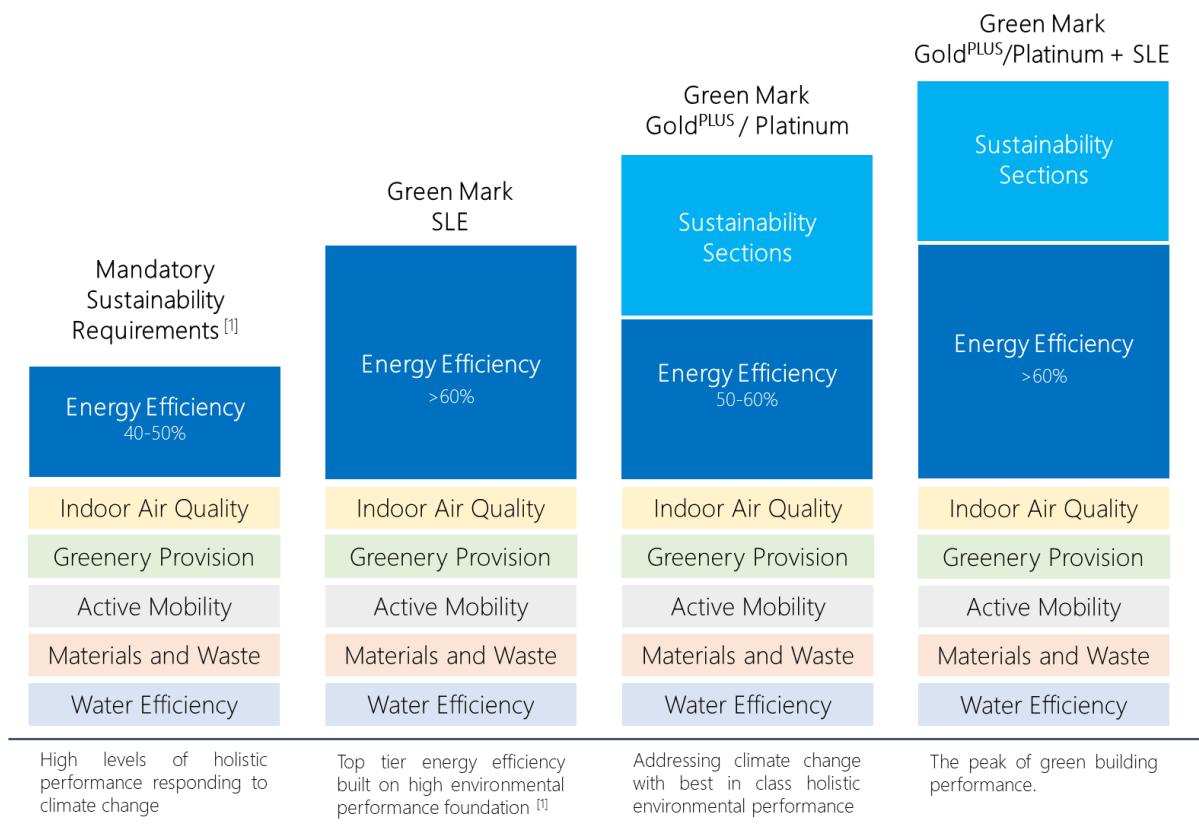 Mandatory
Sustainability
Requirements [1]
Energy Efficiency
40-50%
Indoor Air Quality
Greenery Provision
Active Mobility
Materials and Waste
Water Efficiency
High levels of holistic
performance responding to
climate change
Green Mark
SLE
Energy Efficiency
>60%
Indoor Air Quality
Greenery Provision
Active Mobility
Materials and Waste
Water Efficiency
Top tier energy efficiency
built on high environmental
performance foundation [1]
Green Mark
GoldPLUS / Platinum
Sustainability
Sections
Energy Efficiency
50-60%
Indoor Air Quality
Greenery Provision
Active Mobility
Materials and Waste
Water Efficiency
Addressing climate change
with best in class holistic
environmental performance
Green Mark
GoldPLUS/Platinum + SLE
Sustainability
Sections
Energy Efficiency
>60%
Indoor Air Quality
Greenery Provision
Active Mobility
Materials and Waste
Water Efficiency
The peak of green building
performance.